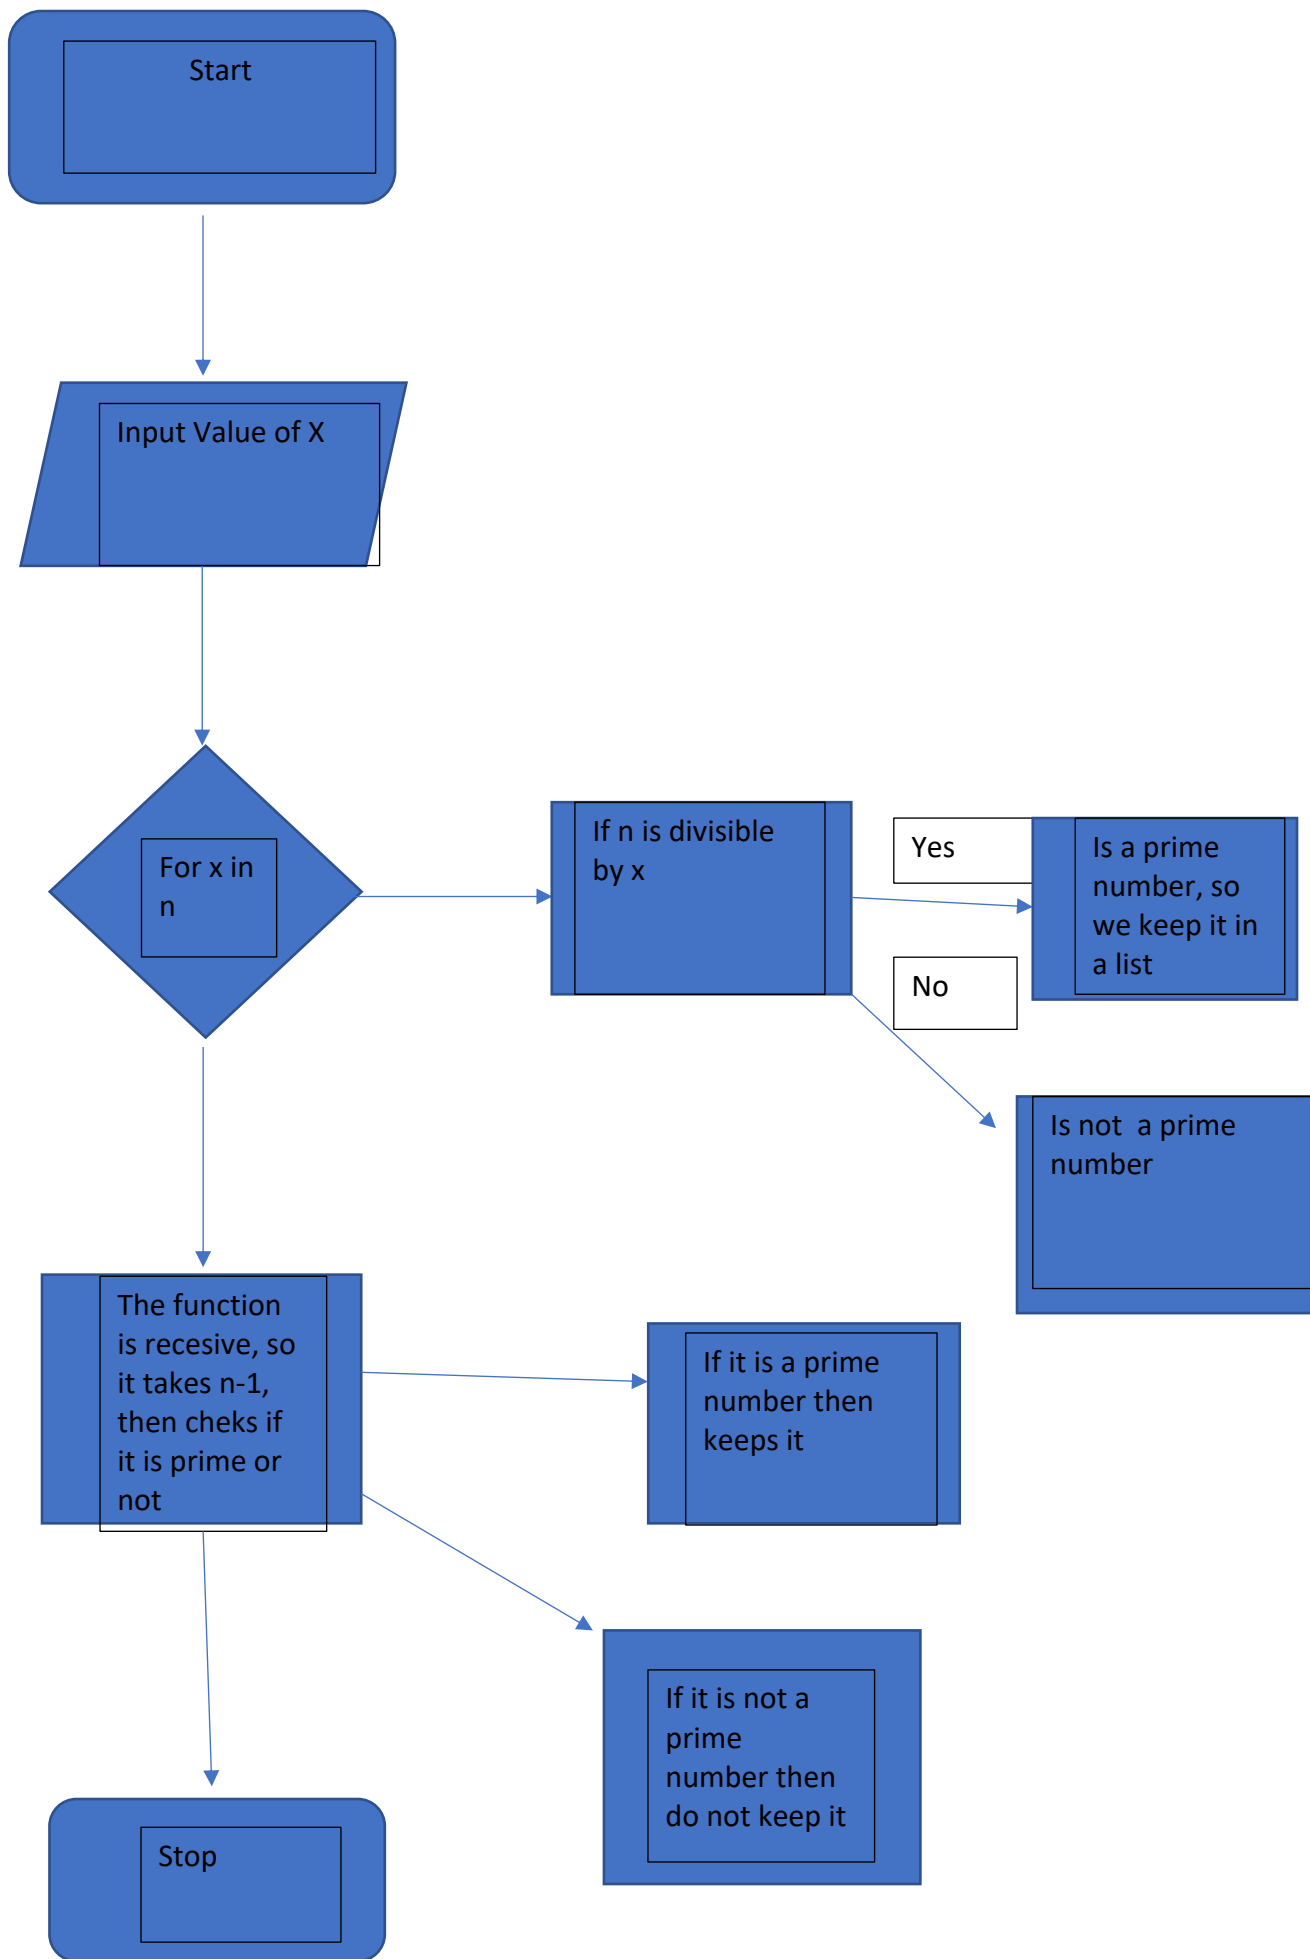 Start
Input Value of X
For x in
n
If n is divisible
by x
Yes
No
Is a prime
number, so
we keep it in
a list
Is not  a prime
number
The function
is recesive, so
it takes n-1,
then cheks if
it is prime or
not
If it is a prime
number then
keeps it
If it is not a
prime
number then
do not keep it
Stop